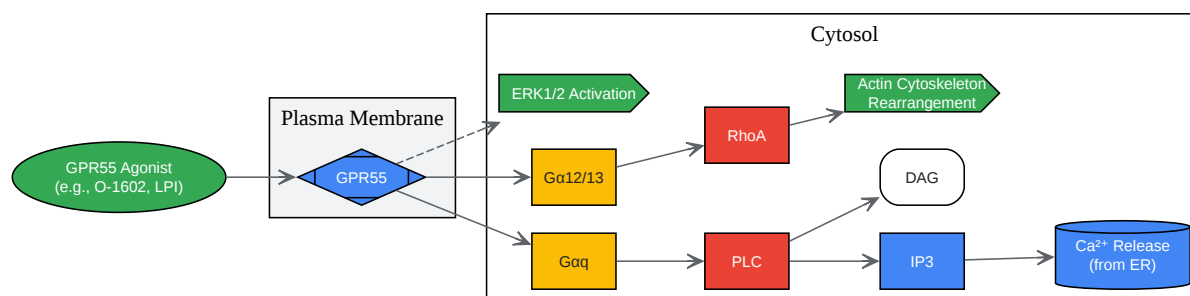 Cytosol
ERK1/2 Activation
Actin Cytoskeleton
Rearrangement
Plasma Membrane
RhoA
GPR55 Agonist
(e.g., O-1602, LPI)
GPR55
Gα12/13
DAG
Gαq
PLC
IP3
Ca²⁺ Release
(from ER)